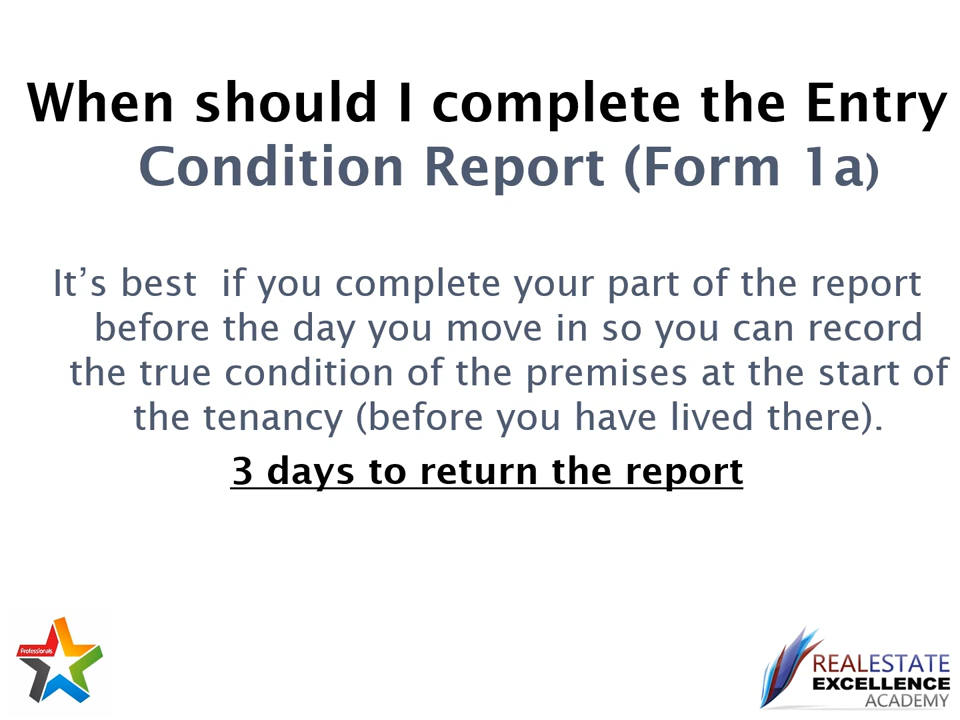 When should I complete the Entry
Condition Report (Form 1a)
It’s best  if you complete your part of the report
before the day you move in so you can record
the true condition of the premises at the start of
the tenancy (before you have lived there).
3 days to return the report
Professionals
REALESTATE
EXCELLENCE
ACADEMY